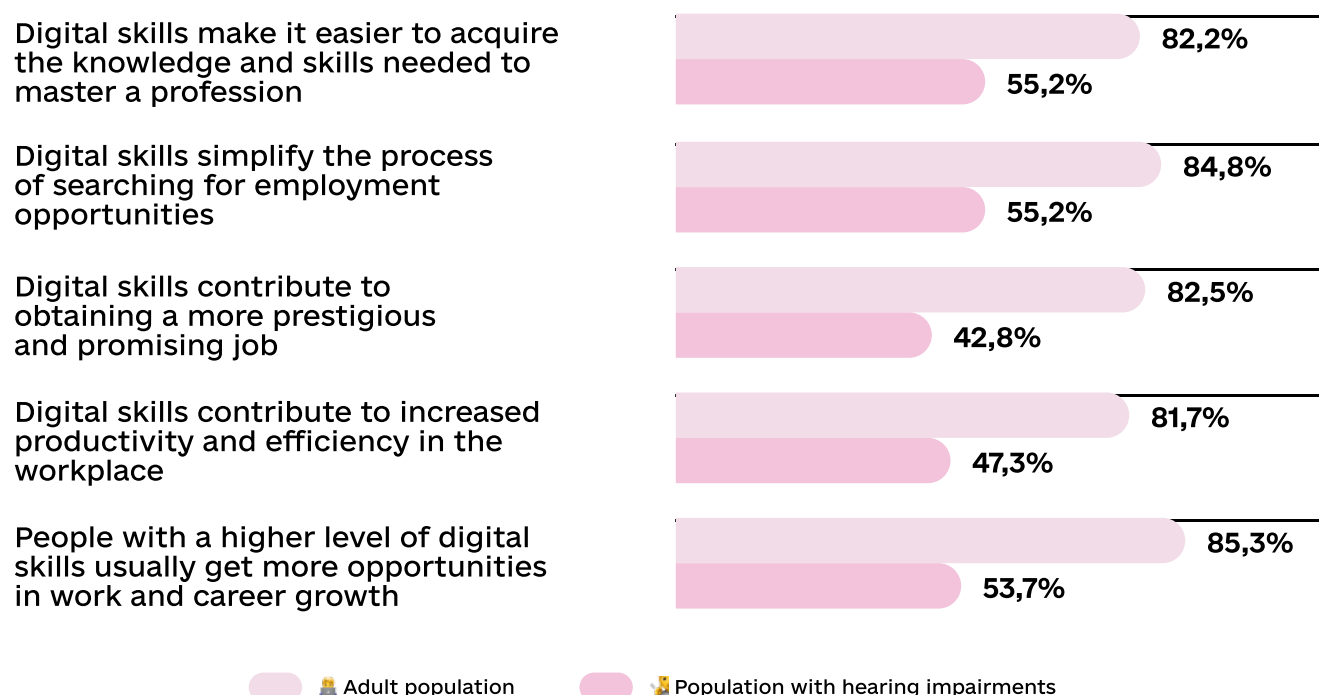 Digital skills make it easier to acquire
the knowledge and skills needed to
master a profession
82,2%
55,2%
Digital skills simplify the process
of searching for employment
opportunities
84,8%
55,2%
Digital skills contribute to
obtaining a more prestigious
and promising job
82,5%
42,8%
Digital skills contribute to increased
productivity and efficiency in the
workplace
81,7%
47,3%
People with a higher level of digital
skills usually get more opportunities
in work and career growth
85,3%
53,7%
Adult population
Population with hearing impairments